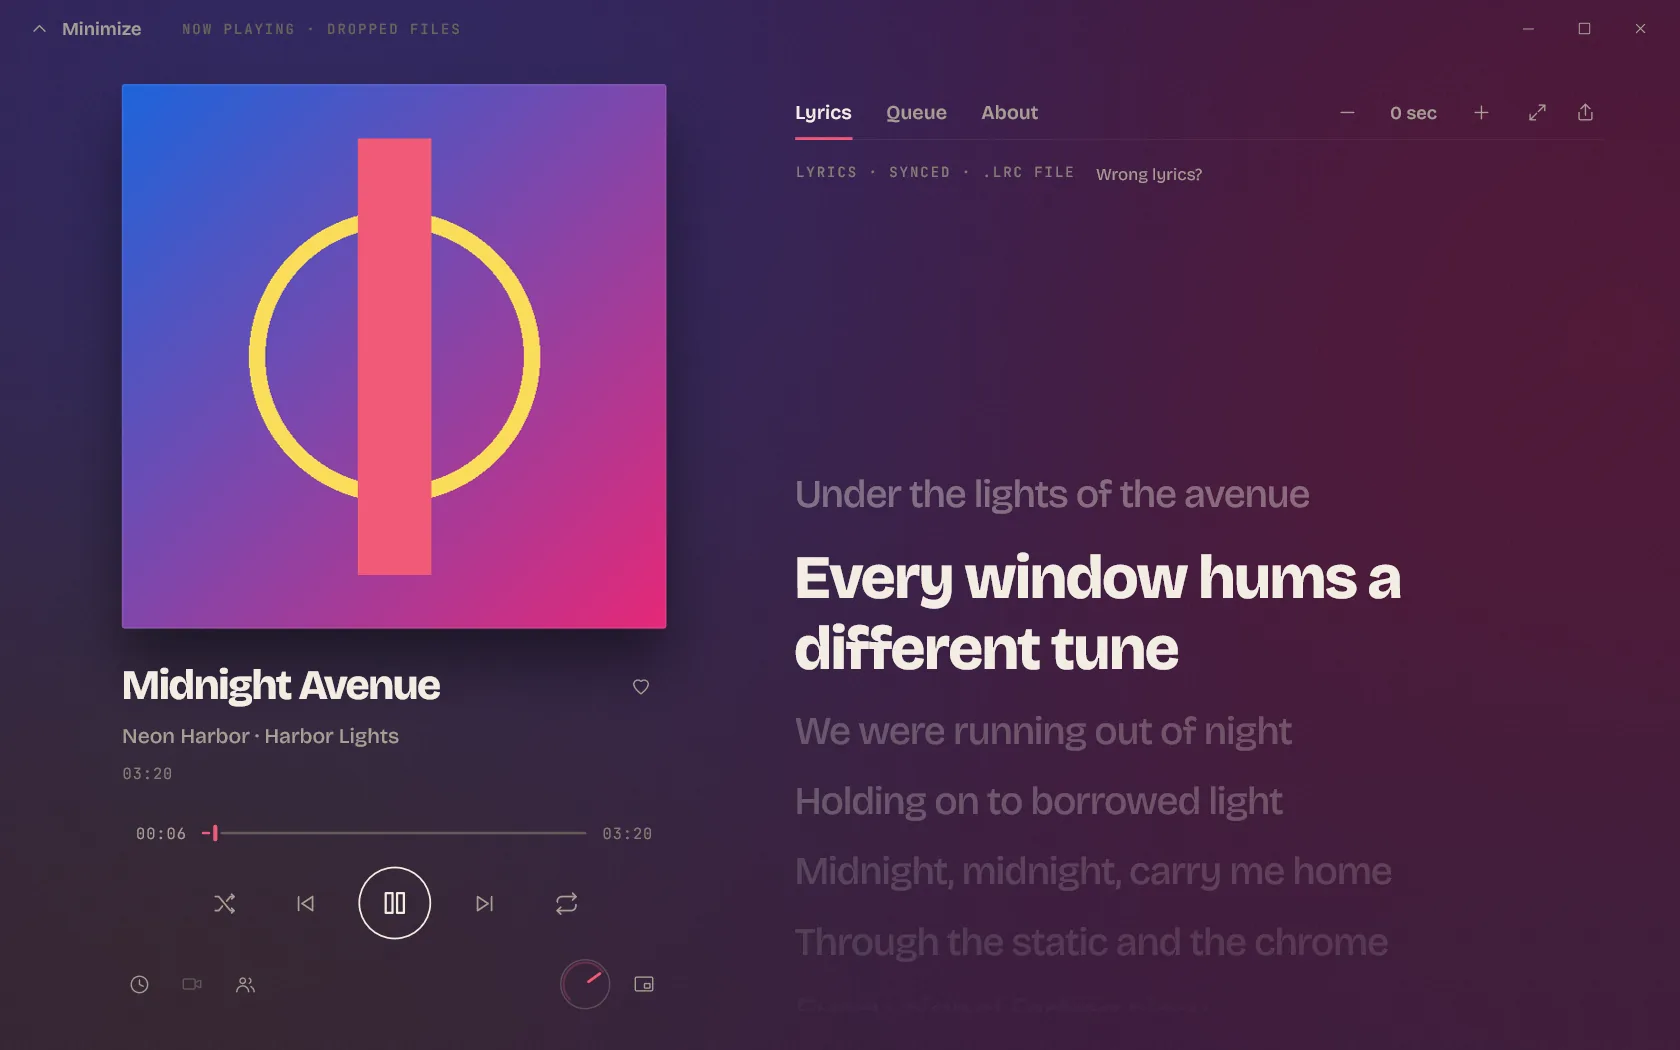 Minimize
NOW PLAYING · DROPPED FILES
Midnight Avenue
Neon Harbor · Harbor Lights
03:20
00:06
03:20
Lyrics
Queue
About
0 sec
LYRICS · SYNCED · .LRC FILE
Wrong lyrics?
Under the lights of the avenue
Every window hums a
different tune
We were running out of night
Holding on to borrowed light
Midnight, midnight, carry me home
Through the static and the chrome